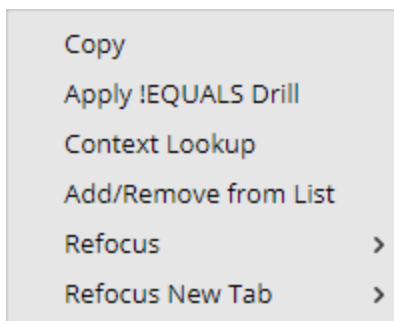 Copy
Apply !EQUALS Drill
Context Lookup
Add/Remove from List
Refocus
Refocus New Tab